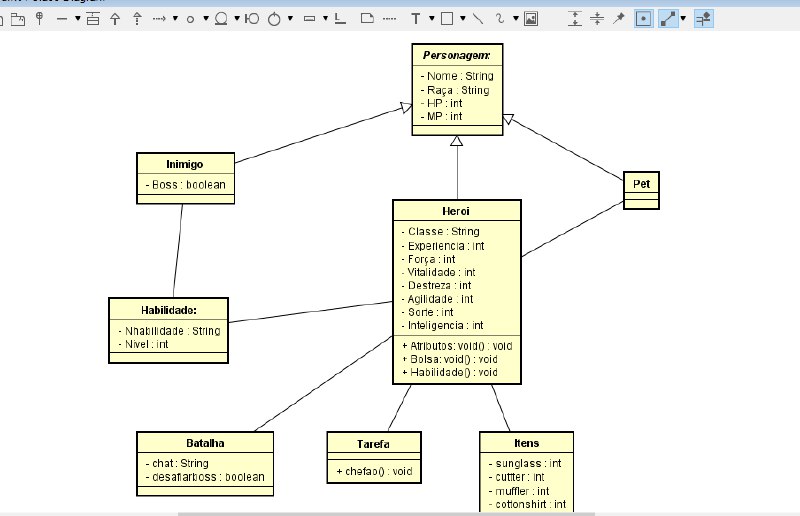 Personagem:
- Nome : String
- Raça : String
- HP : int
- MP : int
Inimigo
- Boss : boolean
Pet
Heroi
- Classe : String
- Experiencia : int
- Força : int
- Vitalidade : int
- Destreza : int
- Agilidade : int
- Sorte : int
- Inteligencia : int
+ Atributos: void() : void
+ Bolsa: void() : void
+ Habilidade() : void
Habilidade:
- Nhabilidade : String
- Nivel : int
Batalha
- chat : String
- desafiarboss : boolean
Tarefa
+ chefao() : void
Itens
- sunglass : int
- cuttter : int
- muffler : int
- cottonshirt : int